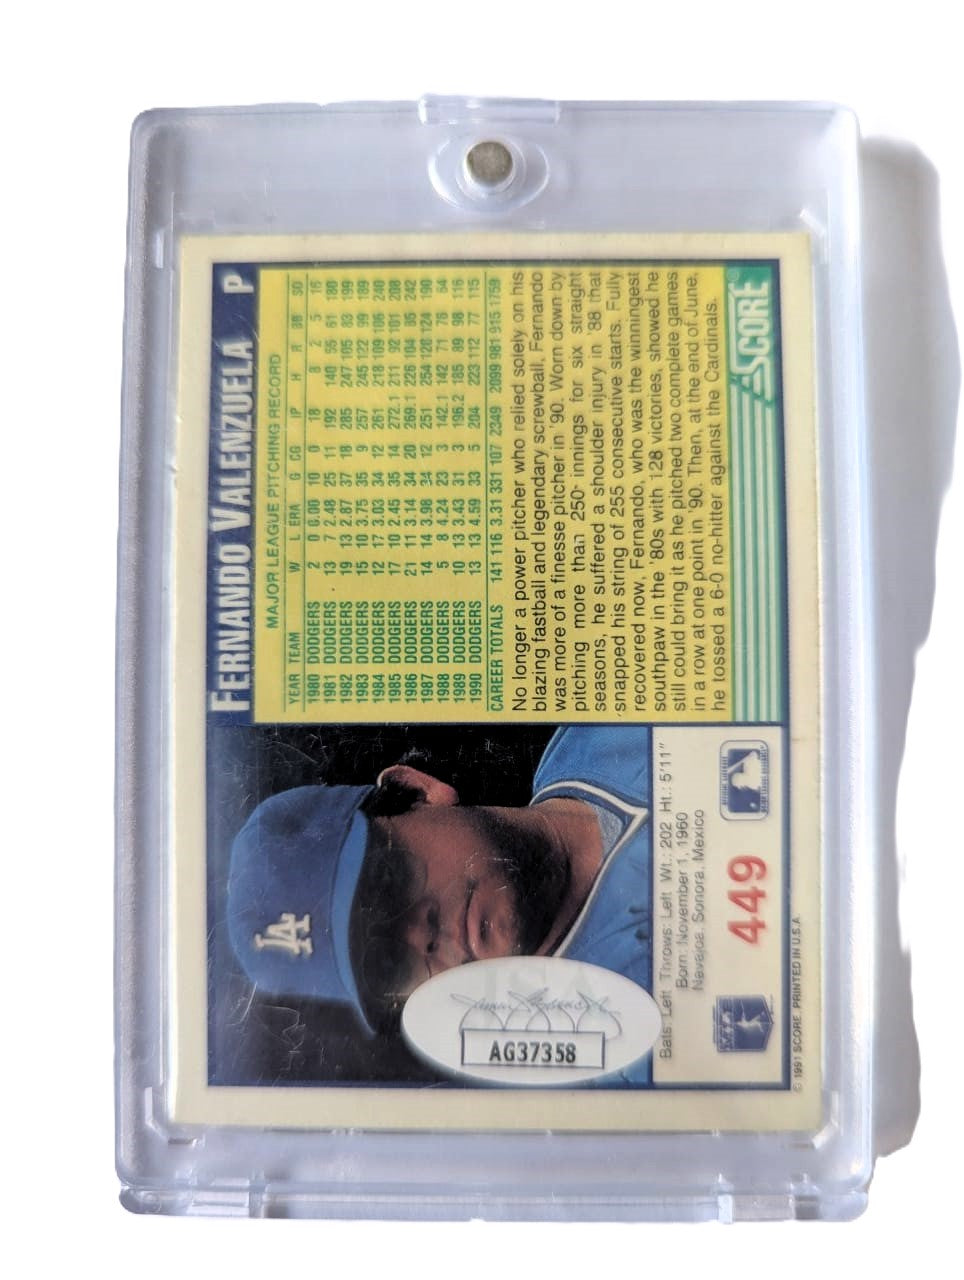 FERNANDO VALENZUELA P
MAJOR LEAGUE PITCHING RECORD
YEAR TEAM W L ERA G CG IP H R BB SO
1980 DODGERS 2 0 0.00 10 0 18 8 2 5 16
1981 DODGERS 13 7 2.48 25 11 192 140 55 61 180
1982 DODGERS 19 13 2.87 37 18 285 247 105 83 199
1983 DODGERS 15 10 3.75 35 9 257 245 122 99 189
1984 DODGERS 12 17 3.03 34 12 261 218 109 106 240
1985 DODGERS 17 10 2.45 35 14 272.1 211 92 101 208
1986 DODGERS 21 11 3.14 34 20 269.1 226 104 85 242
1987 DODGERS 14 14 3.98 34 12 251 254 120 124 190
1988 DODGERS 5 8 4.24 23 3 142.1 142 71 76 64
1989 DODGERS 10 13 3.43 31 3 196.2 185 89 98 116
1990 DODGERS 13 13 4.59 33 5 204 223 112 77 115
CAREER TOTALS 141 116 3.31 331 107 2349 2099 981 915 1759
No longer a power pitcher who relied solely on his
blazing fastball and legendary screwball, Fernando
was more of a finesse pitcher in '90. Worn down by
pitching more than 250- innings for six straight
seasons, he suffered a shoulder injury in '88 that
snapped his string of 255 consecutive starts. Fully
recovered now, Fernando, who was the winningest
southpaw in the '80s with 128 victories, showed he
still could bring it as he pitched two complete games
in a row at one point in '90. Then, at the end of June,
he tossed a 6-0 no-hitter against the Cardinals.
SCORE®
LA
JSA
AG37358
Bats: Left Throws: Left Wt.: 202 Ht.: 5'11"
Born: November 1, 1960
Navajoa, Sonora, Mexico
449
© 1991 SCORE, PRINTED IN U.S.A.